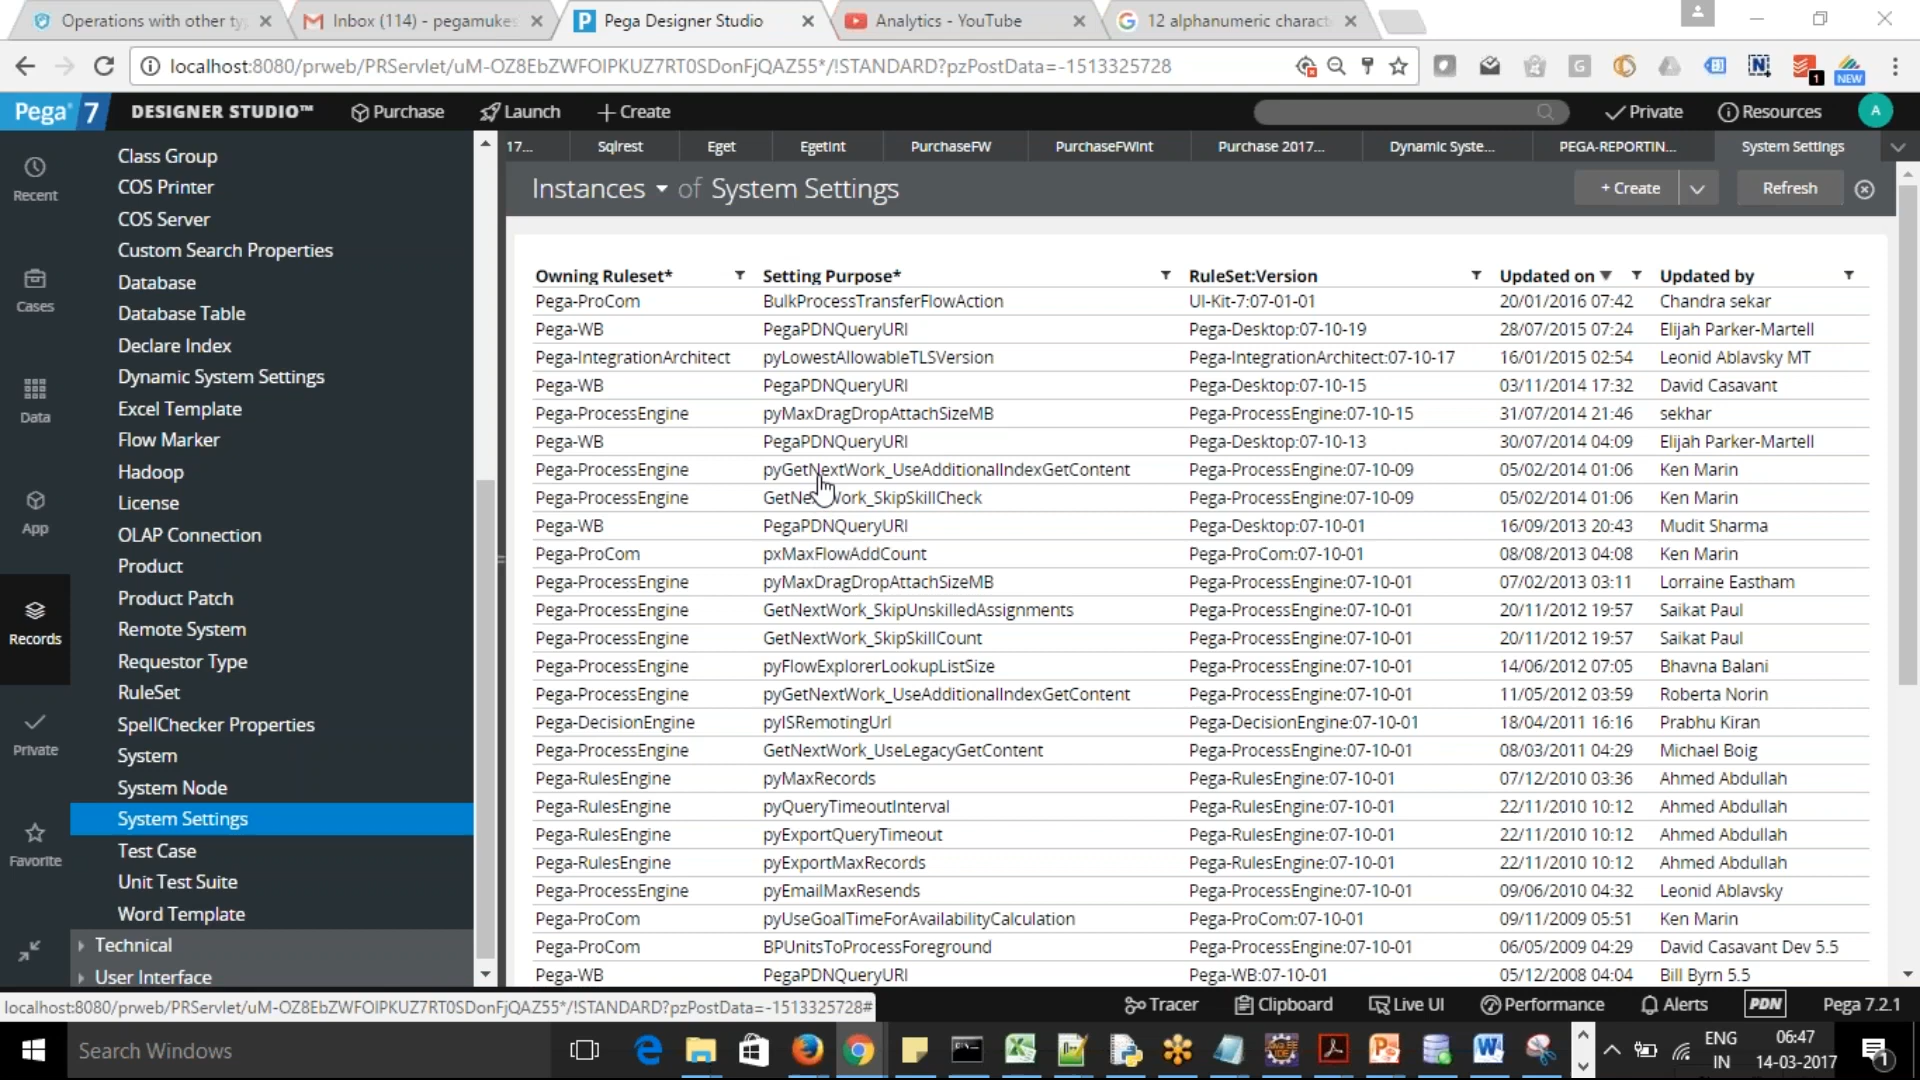 Operations with other ty
Inbox (114) - pegamukes
Pega Designer Studio
Analytics - YouTube
12 alphanumeric charact
localhost:8080/prweb/PRServlet/uM-OZ8EbZWFOIPKUZ7RT0SDonFjQAZ55*/!STANDARD?pzPostData=-1513325728
NEW
1
Pega 7
DESIGNER STUDIO™
Purchase
Launch
+ Create
Private
Resources
A
17...
Sqlrest
Eget
EgetInt
PurchaseFW
PurchaseFWInt
Purchase 2017...
Dynamic Syste...
PEGA-REPORTIN...
System Settings
Instances of System Settings
+ Create
Refresh
Recent
Cases
Data
App
Records
Private
Favorite
Class Group
COS Printer
COS Server
Custom Search Properties
Database
Database Table
Declare Index
Dynamic System Settings
Excel Template
Flow Marker
Hadoop
License
OLAP Connection
Product
Product Patch
Remote System
Requestor Type
RuleSet
SpellChecker Properties
System
System Node
System Settings
Test Case
Unit Test Suite
Word Template
Technical
User Interface
Owning Ruleset* Setting Purpose* RuleSet:Version Updated on Updated by
Pega-ProCom BulkProcessTransferFlowAction UI-Kit-7:07-01-01 20/01/2016 07:42 Chandra sekar
Pega-WB PegaPDNQueryURI Pega-Desktop:07-10-19 28/07/2015 07:24 Elijah Parker-Martell
Pega-IntegrationArchitect pyLowestAllowableTLSVersion Pega-IntegrationArchitect:07-10-17 16/01/2015 02:54 Leonid Ablavsky MT
Pega-WB PegaPDNQueryURI Pega-Desktop:07-10-15 03/11/2014 17:32 David Casavant
Pega-ProcessEngine pyMaxDragDropAttachSizeMB Pega-ProcessEngine:07-10-15 31/07/2014 21:46 sekhar
Pega-WB PegaPDNQueryURI Pega-Desktop:07-10-13 30/07/2014 04:09 Elijah Parker-Martell
Pega-ProcessEngine pyGetNextWork_UseAdditionalIndexGetContent Pega-ProcessEngine:07-10-09 05/02/2014 01:06 Ken Marin
Pega-ProcessEngine GetNextWork_SkipSkillCheck Pega-ProcessEngine:07-10-09 05/02/2014 01:06 Ken Marin
Pega-WB PegaPDNQueryURI Pega-Desktop:07-10-01 16/09/2013 20:43 Mudit Sharma
Pega-ProCom pxMaxFlowAddCount Pega-ProCom:07-10-01 08/08/2013 04:08 Ken Marin
Pega-ProcessEngine pyMaxDragDropAttachSizeMB Pega-ProcessEngine:07-10-01 07/02/2013 03:11 Lorraine Eastham
Pega-ProcessEngine GetNextWork_SkipUnskilledAssignments Pega-ProcessEngine:07-10-01 20/11/2012 19:57 Saikat Paul
Pega-ProcessEngine GetNextWork_SkipSkillCount Pega-ProcessEngine:07-10-01 20/11/2012 19:57 Saikat Paul
Pega-ProcessEngine pyFlowExplorerLookupListSize Pega-ProcessEngine:07-10-01 14/06/2012 07:05 Bhavna Balani
Pega-ProcessEngine pyGetNextWork_UseAdditionalIndexGetContent Pega-ProcessEngine:07-10-01 11/05/2012 03:59 Roberta Norin
Pega-DecisionEngine pyISRemotingUrl Pega-DecisionEngine:07-10-01 18/04/2011 16:16 Prabhu Kiran
Pega-ProcessEngine GetNextWork_UseLegacyGetContent Pega-ProcessEngine:07-10-01 08/03/2011 04:29 Michael Boig
Pega-RulesEngine pyMaxRecords Pega-RulesEngine:07-10-01 07/12/2010 03:36 Ahmed Abdullah
Pega-RulesEngine pyQueryTimeoutInterval Pega-RulesEngine:07-10-01 22/11/2010 10:12 Ahmed Abdullah
Pega-RulesEngine pyExportQueryTimeout Pega-RulesEngine:07-10-01 22/11/2010 10:12 Ahmed Abdullah
Pega-RulesEngine pyExportMaxRecords Pega-RulesEngine:07-10-01 22/11/2010 10:12 Ahmed Abdullah
Pega-ProcessEngine pyEmailMaxResends Pega-ProcessEngine:07-10-01 09/06/2010 04:32 Leonid Ablavsky
Pega-ProCom pyUseGoalTimeForAvailabilityCalculation Pega-ProCom:07-10-01 09/11/2009 05:51 Ken Marin
Pega-ProCom BPUnitsToProcessForeground Pega-ProcessEngine:07-10-01 06/05/2009 04:29 David Casavant Dev 5.5
Pega-WB PegaPDNQueryURI Pega-WB:07-10-01 05/12/2008 04:04 Bill Byrn 5.5
localhost:8080/prweb/PRServlet/uM-OZ8EbZWFOIPKUZ7RT0SDonFjQAZ55*/!STANDARD?pzPostData=-1513325728#
Tracer
Clipboard
Live UI
Performance
Alerts
PDN
Pega 7.2.1
Search Windows
ENG
IN
06:47
14-03-2017
1